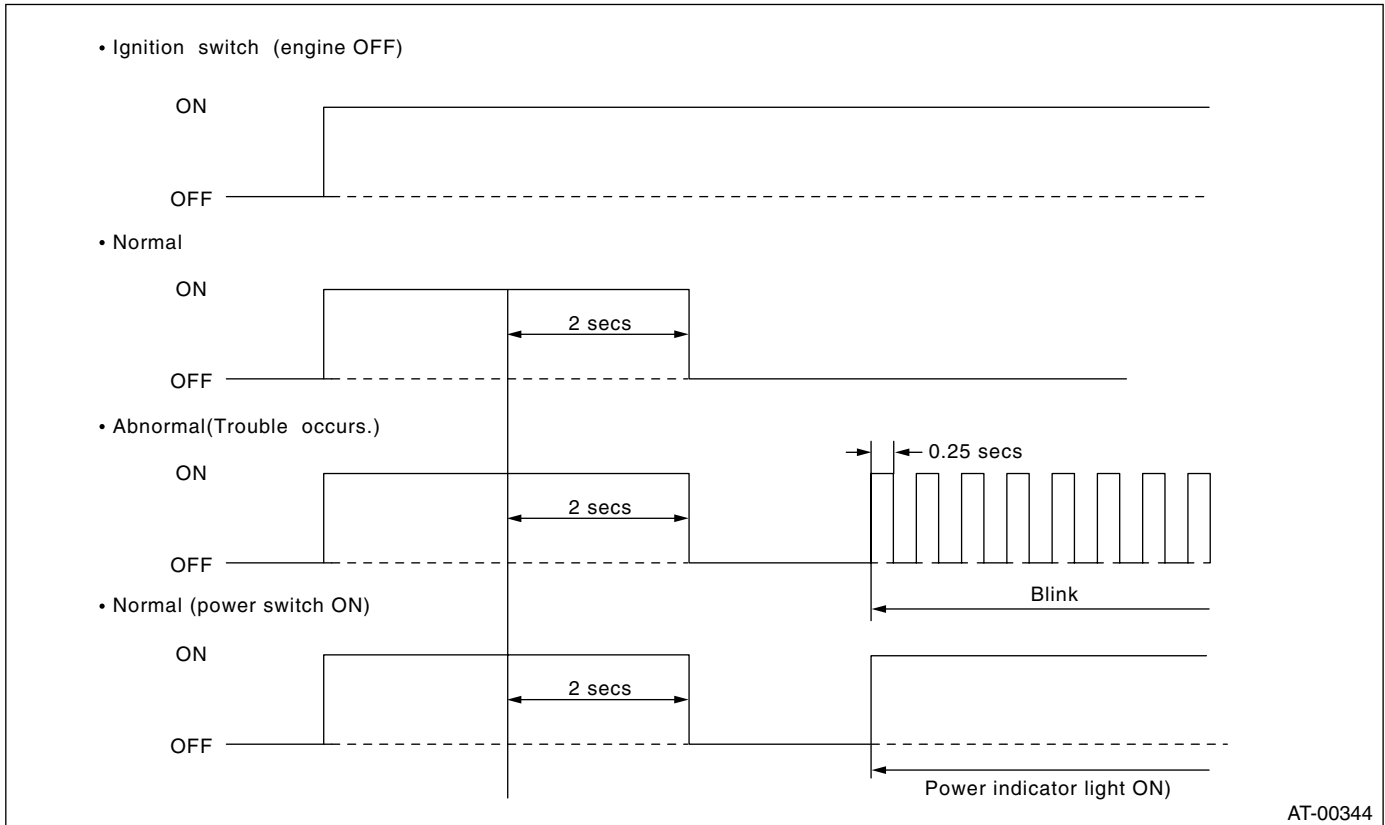 • Ignition switch (engine OFF)
ON
OFF
• Normal
ON
2 secs
OFF
• Abnormal(Trouble occurs.)
0.25 secs
ON
2 secs
OFF
Blink
• Normal (power switch ON)
ON
2 secs
OFF
Power indicator light ON)
AT-00344